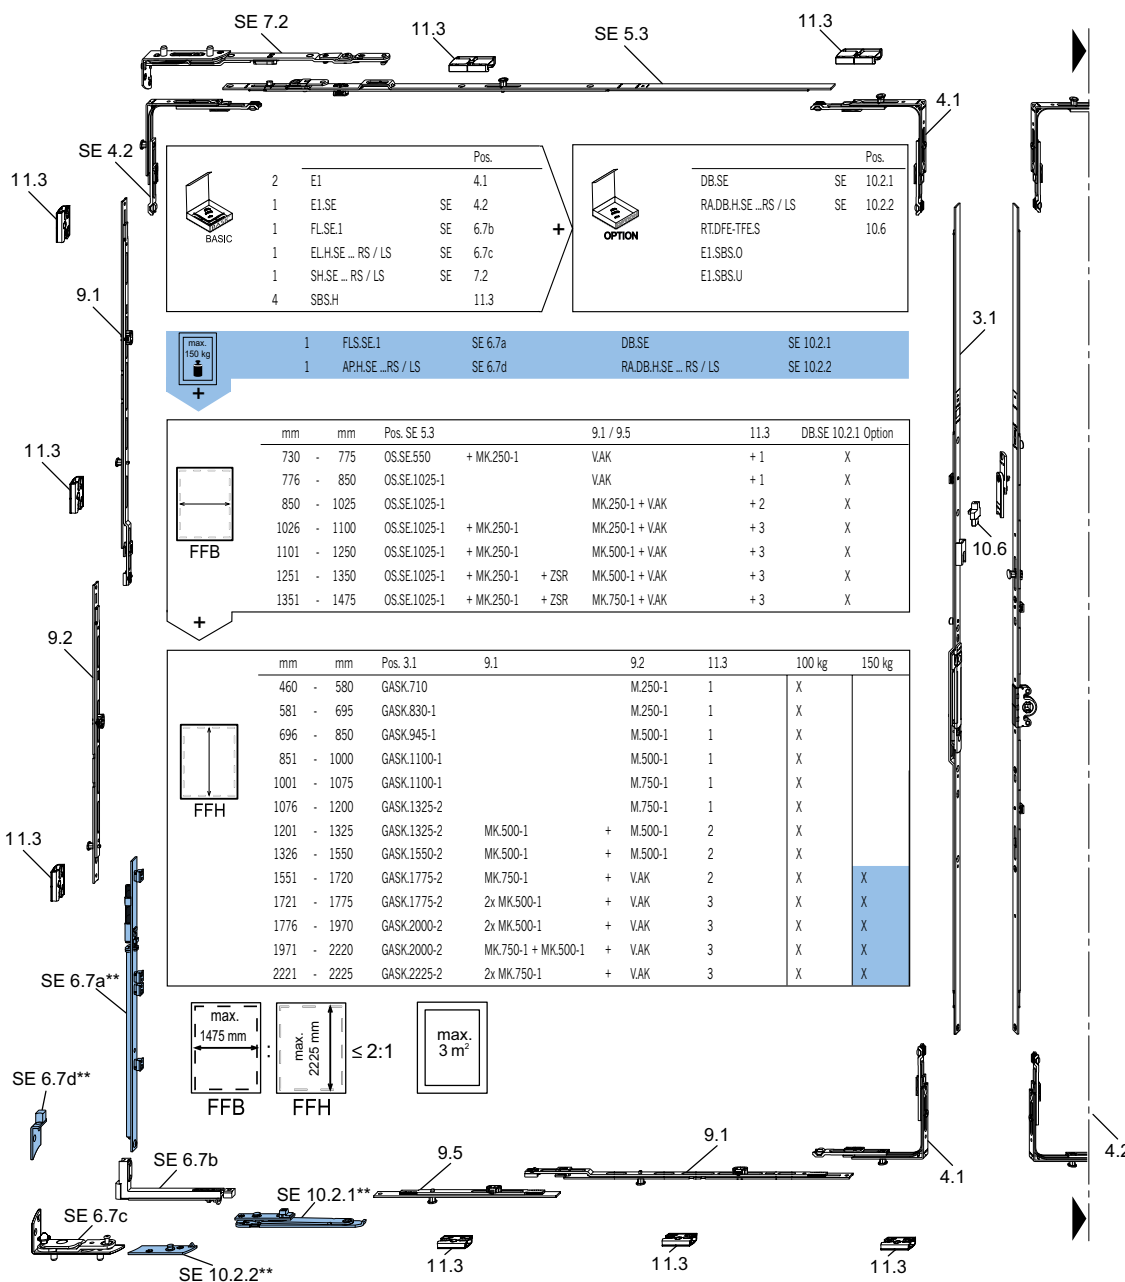 SE 7.2
11.3
SE 5.3
11.3
4.1
SE 4.2
11.3
Pos.
2 E1 4.1
1 E1.SE SE 4.2
1 FL.SE.1 SE 6.7b
1 EL.H.SE ... RS / LS SE 6.7c
1 SH.SE ... RS / LS SE 7.2
4 SBS.H 11.3
BASIC
+
Pos.
DB.SE SE 10.2.1
RA.DB.H.SE ...RS / LS SE 10.2.2
RT.DFE-TFE.S 10.6
E1.SBS.O
E1.SBS.U
OPTION
9.1
3.1
max.
150 kg
+
1 FLS.SE.1 SE 6.7a DB.SE SE 10.2.1
1 AP.H.SE ...RS / LS SE 6.7d RA.DB.H.SE ... RS / LS SE 10.2.2
mm mm Pos. SE 5.3 9.1 / 9.5 11.3 DB.SE 10.2.1 Option
730 - 775 OS.SE.550 + MK.250-1 V.AK + 1 X
776 - 850 OS.SE.1025-1 V.AK + 1 X
850 - 1025 OS.SE.1025-1 MK.250-1 + V.AK + 2 X
1026 - 1100 OS.SE.1025-1 + MK.250-1 MK.250-1 + V.AK + 3 X
1101 - 1250 OS.SE.1025-1 + MK.250-1 MK.500-1 + V.AK + 3 X
1251 - 1350 OS.SE.1025-1 + MK.250-1 + ZSR MK.500-1 + V.AK + 3 X
1351 - 1475 OS.SE.1025-1 + MK.250-1 + ZSR MK.750-1 + V.AK + 3 X
FFB
+
11.3
10.6
9.2
mm mm Pos. 3.1 9.1 9.2 11.3 100 kg 150 kg
460 - 580 GASK.710 M.250-1 1 X
581 - 695 GASK.830-1 M.250-1 1 X
696 - 850 GASK.945-1 M.500-1 1 X
851 - 1000 GASK.1100-1 M.500-1 1 X
1001 - 1075 GASK.1100-1 M.750-1 1 X
1076 - 1200 GASK.1325-2 M.750-1 1 X
1201 - 1325 GASK.1325-2 MK.500-1 + M.500-1 2 X
1326 - 1550 GASK.1550-2 MK.500-1 + M.500-1 2 X
1551 - 1720 GASK.1775-2 MK.750-1 + V.AK 2 X X
1721 - 1775 GASK.1775-2 2x MK.500-1 + V.AK 3 X X
1776 - 1970 GASK.2000-2 2x MK.500-1 + V.AK 3 X X
1971 - 2220 GASK.2000-2 MK.750-1 + MK.500-1 + V.AK 3 X X
2221 - 2225 GASK.2225-2 2x MK.750-1 + V.AK 3 X X
FFH
11.3
SE 6.7a**
max.
1475 mm
FFB
:
max.
2225 mm
FFH
≤ 2:1
max.
3 m²
SE 6.7d**
SE 6.7b
9.5
9.1
4.1
4.2
SE 10.2.1**
SE 6.7c
SE 10.2.2**
11.3
11.3
11.3